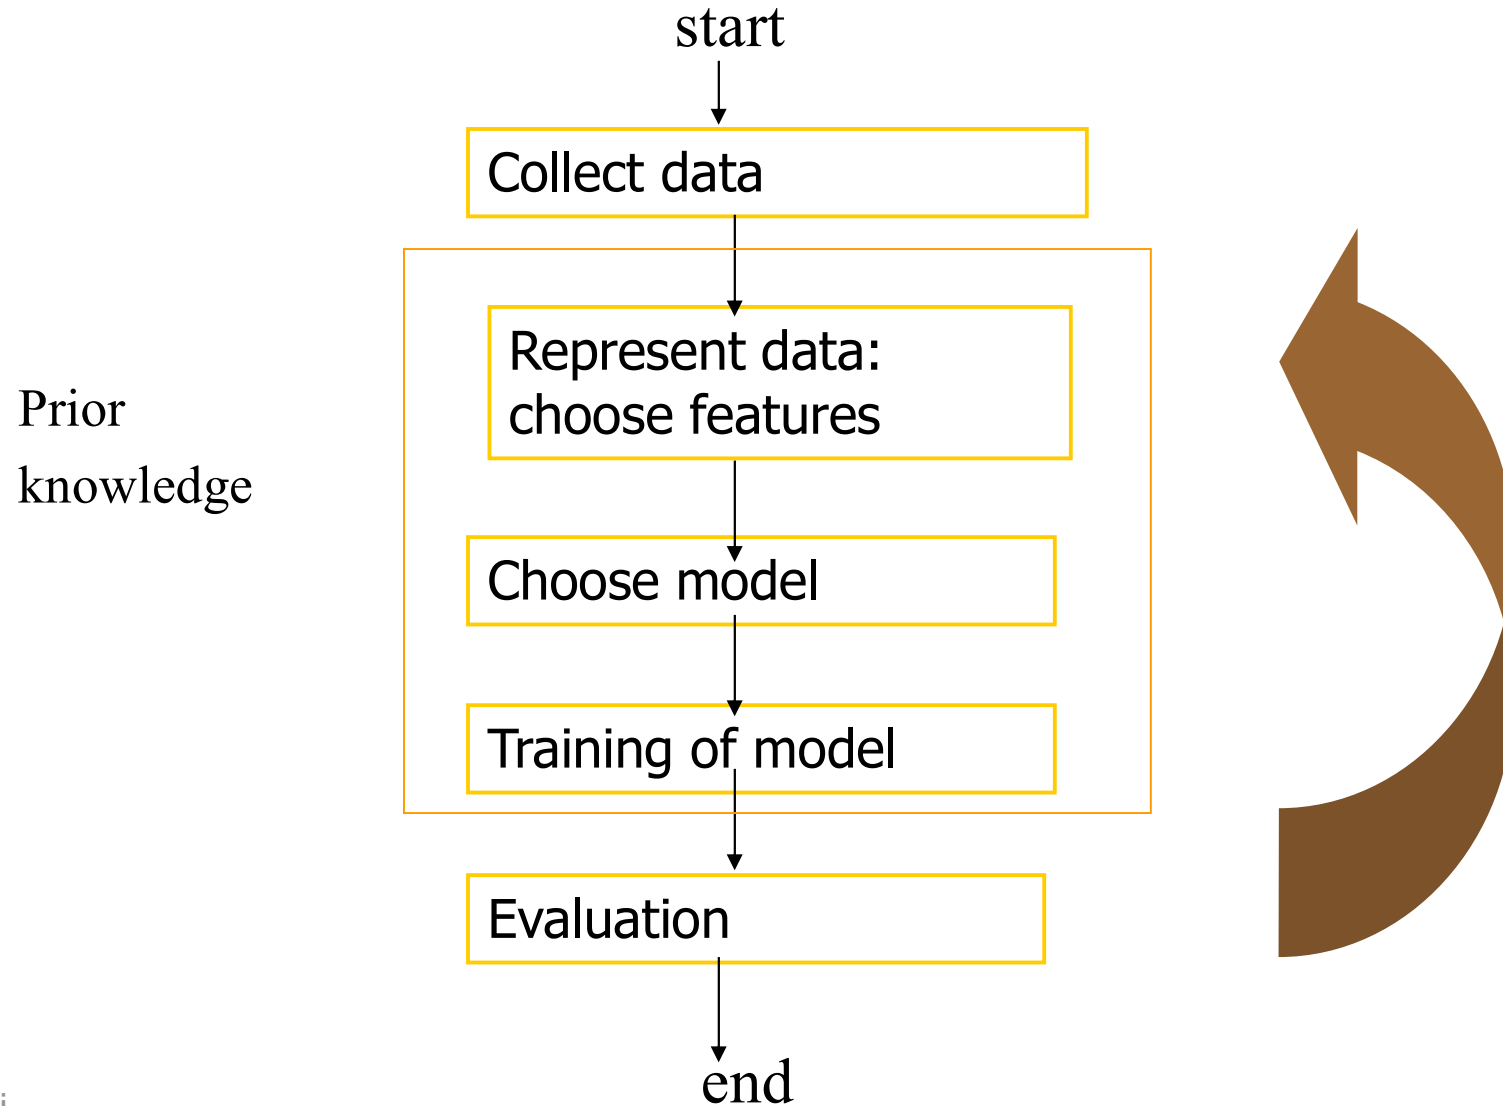 start
Collect data
Represent data:
choose features
Prior
knowledge
Choose model
Training of model
Evaluation
end